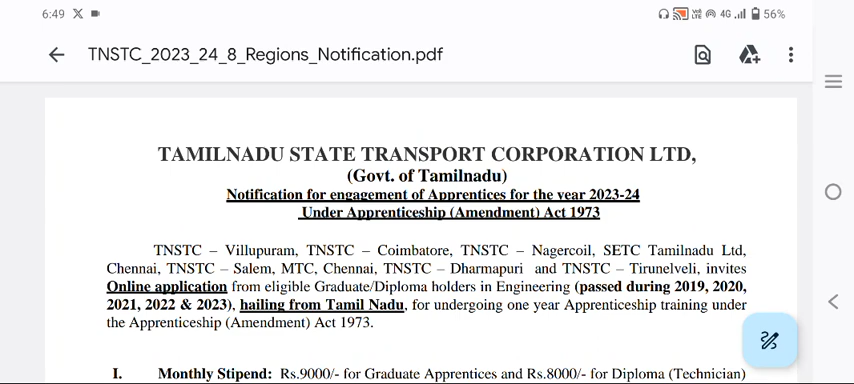 6:49 X 4G 56%
TNSTC_2023_24_8_Regions_Notification.pdf
TAMILNADU STATE TRANSPORT CORPORATION LTD,
(Govt. of Tamilnadu)
Notification for engagement of Apprentices for the year 2023-24
Under Apprenticeship (Amendment) Act 1973
TNSTC – Villupuram, TNSTC – Coimbatore, TNSTC – Nagercoil, SETC Tamilnadu Ltd,
Chennai, TNSTC – Salem, MTC, Chennai, TNSTC – Dharmapuri and TNSTC – Tirunelveli, invites
Online application from eligible Graduate/Diploma holders in Engineering (passed during 2019, 2020,
2021, 2022 & 2023), hailing from Tamil Nadu, for undergoing one year Apprenticeship training under
the Apprenticeship (Amendment) Act 1973.
I. Monthly Stipend: Rs.9000/- for Graduate Apprentices and Rs.8000/- for Diploma (Technician)